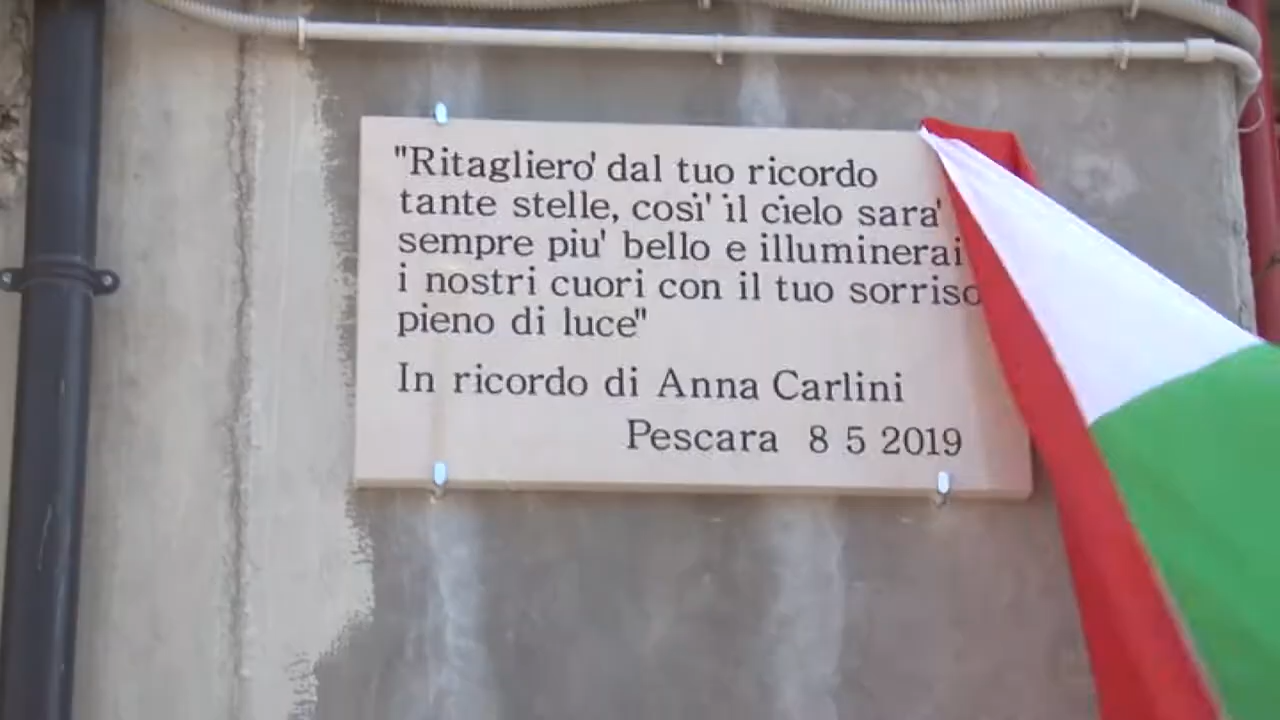 "Ritagliero' dal tuo ricordo
tante stelle, cosi' il cielo sara'
sempre piu' bello e illuminerai
i nostri cuori con il tuo sorriso
pieno di luce"
In ricordo di Anna Carlini
Pescara 8 5 2019